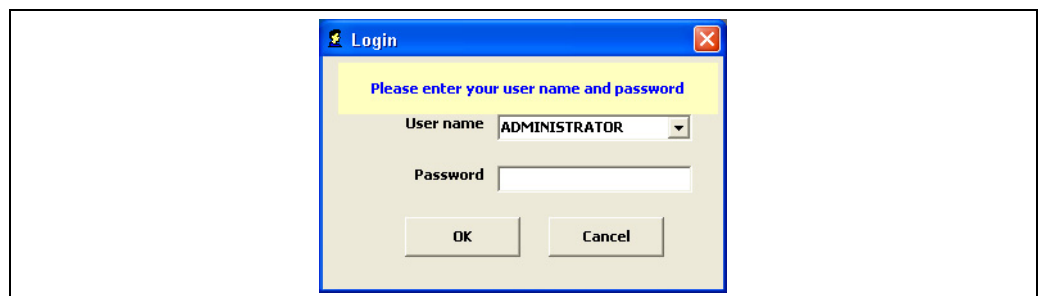 Login
Please enter your user name and password
User name ADMINISTRATOR
Password
OK Cancel